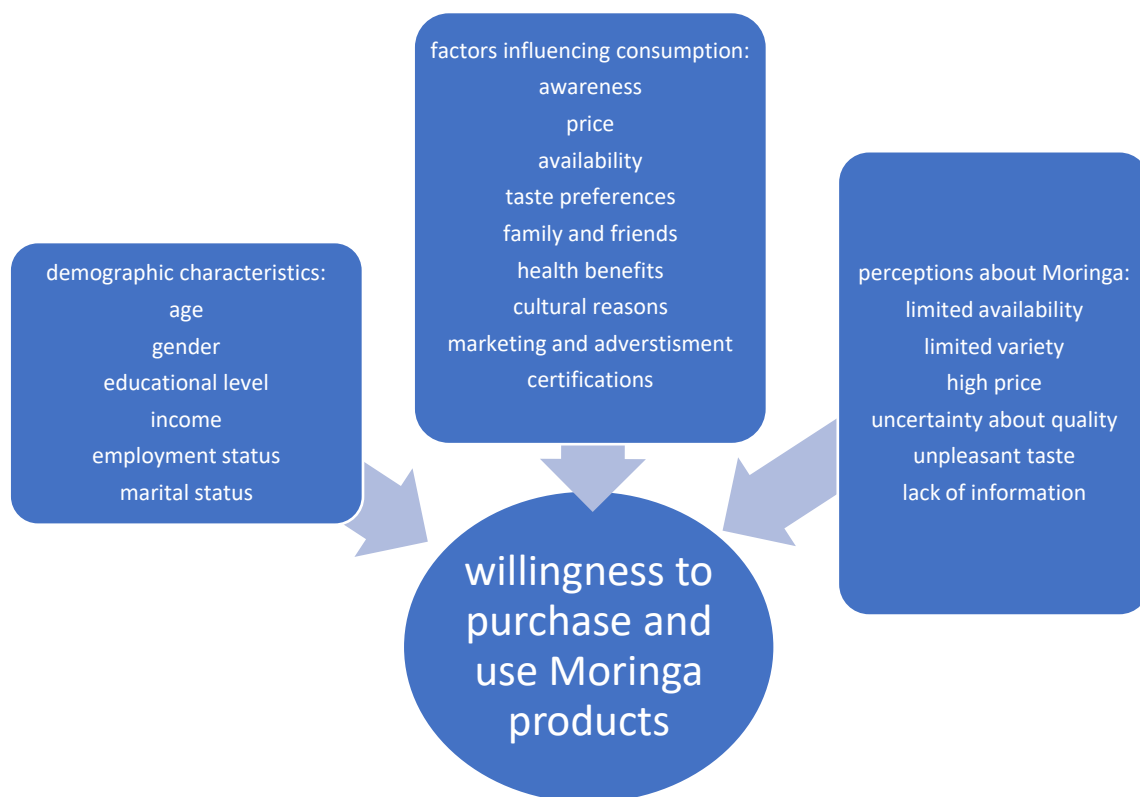 demographic characteristics:
age
gender
educational level
income
employment status
marital status
factors influencing consumption:
awareness
price
availability
taste preferences
family and friends
health benefits
cultural reasons
marketing and adverstisment
certifications
perceptions about Moringa:
limited availability
limited variety
high price
uncertainty about quality
unpleasant taste
lack of information
willingness to
purchase and
use Moringa
products